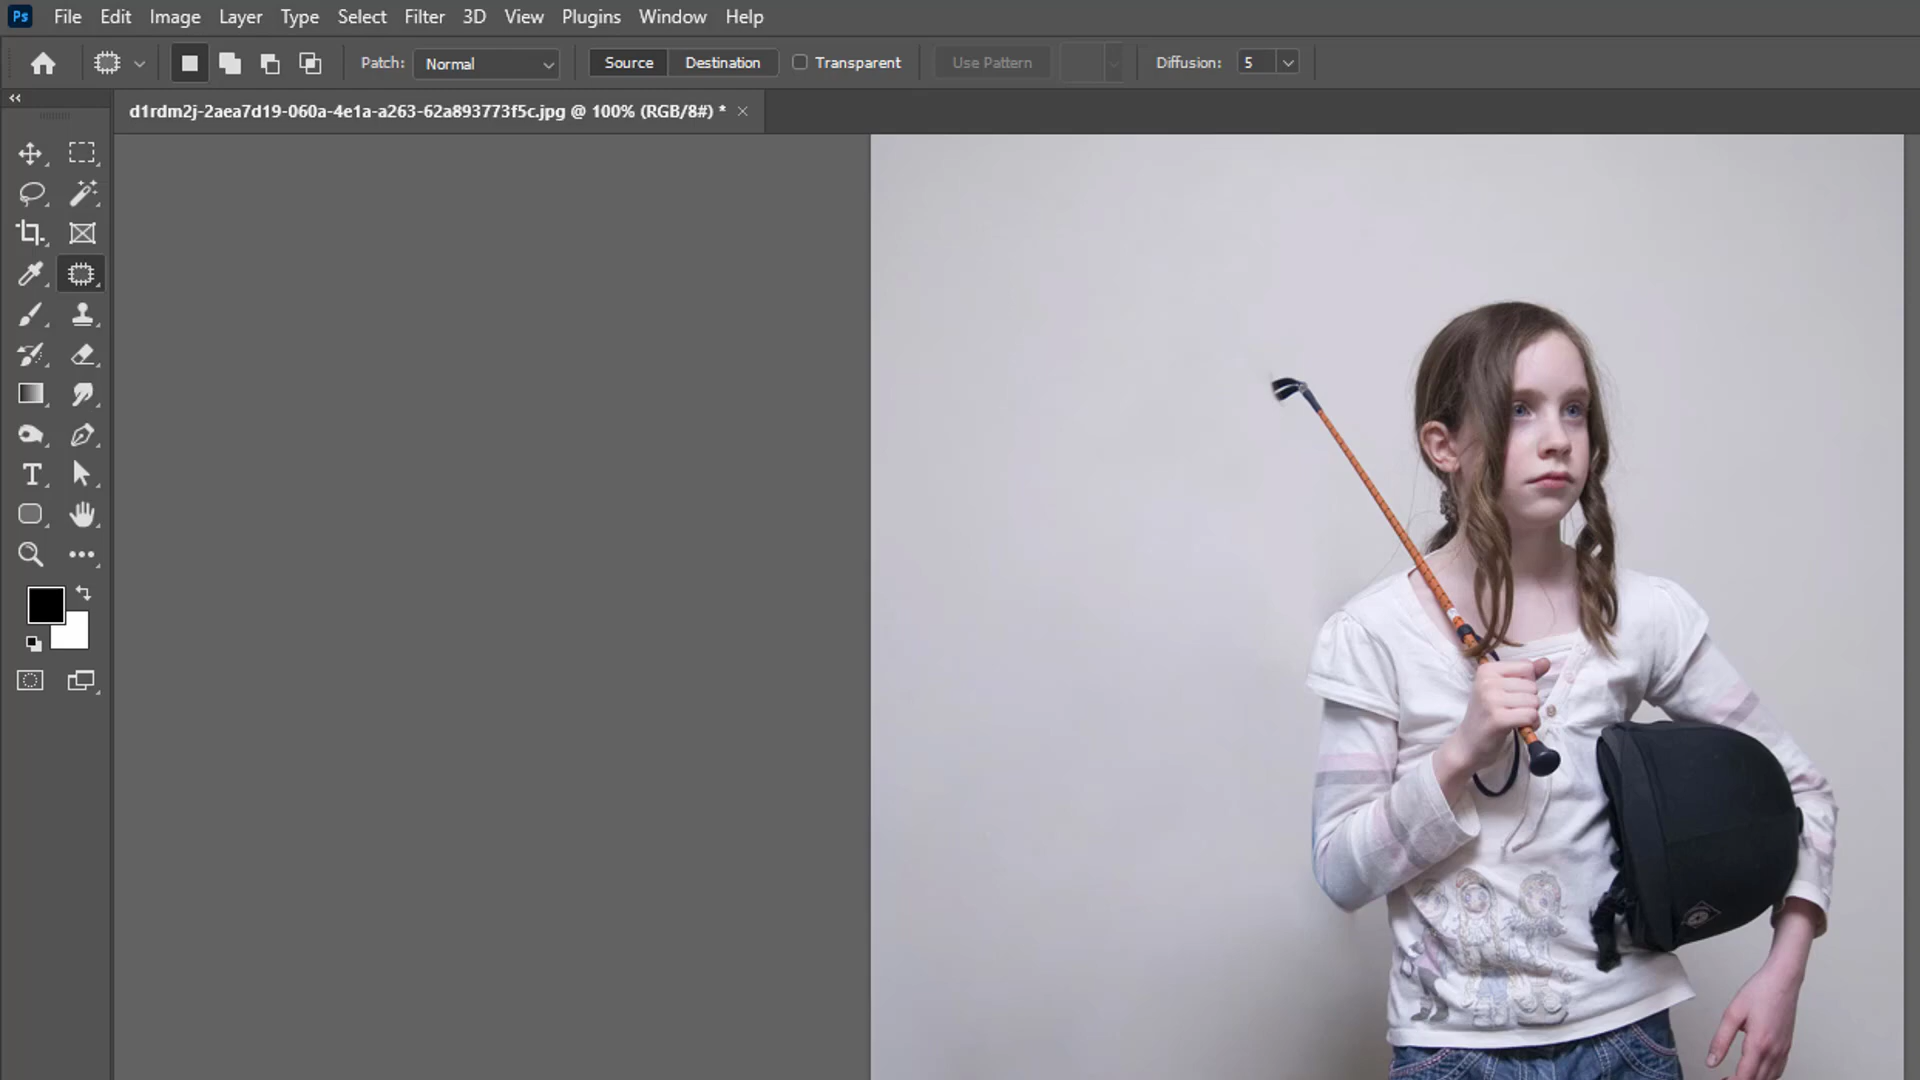 Ps File Edit Image Layer Type Select Filter 3D View Plugins Window Help
Patch: Normal Source Destination Transparent Use Pattern Diffusion: 5
d1rdm2j-2aea7d19-060a-4e1a-a263-62a893773f5c.jpg @ 100% (RGB/8#) *